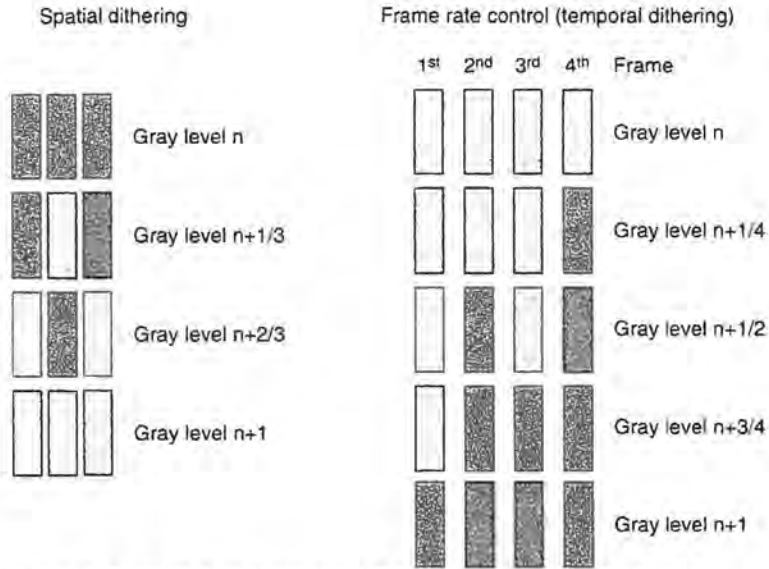 Spatial dithering
Gray level n
Gray level n+1/3
Gray level n+2/3
Gray level n+1
Frame rate control (temporal dithering)
1st 2nd 3rd 4th Frame
Gray level n
Gray level n+1/4
Gray level n+1/2
Gray level n+3/4
Gray level n+1